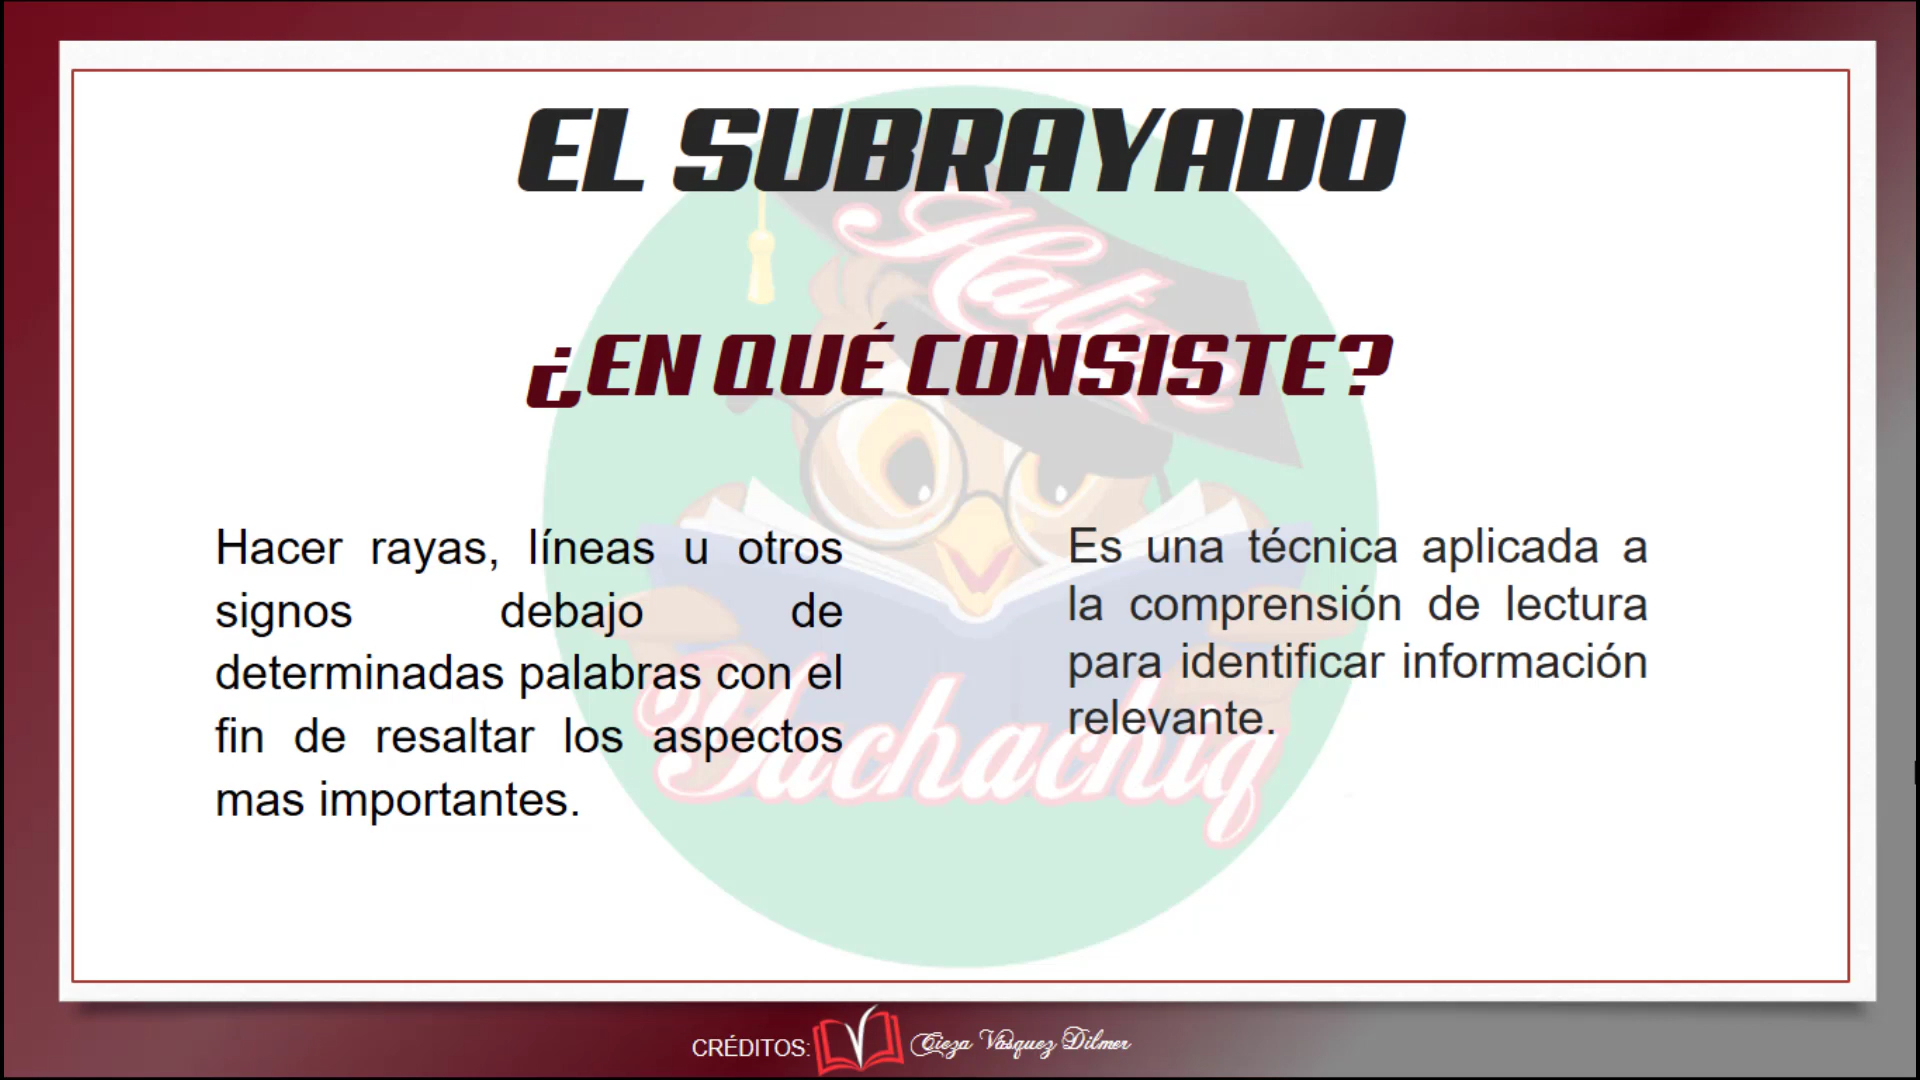 EL SUBRAYADO
Hatun
¿EN QUÉ CONSISTE?
Hacer rayas, líneas u otros
signos debajo de
determinadas palabras con el
fin de resaltar los aspectos
mas importantes.
Es una técnica aplicada a
la comprensión de lectura
para identificar información
relevante.
Yachachiq
CRÉDITOS: Cieza Vásquez Dilmer